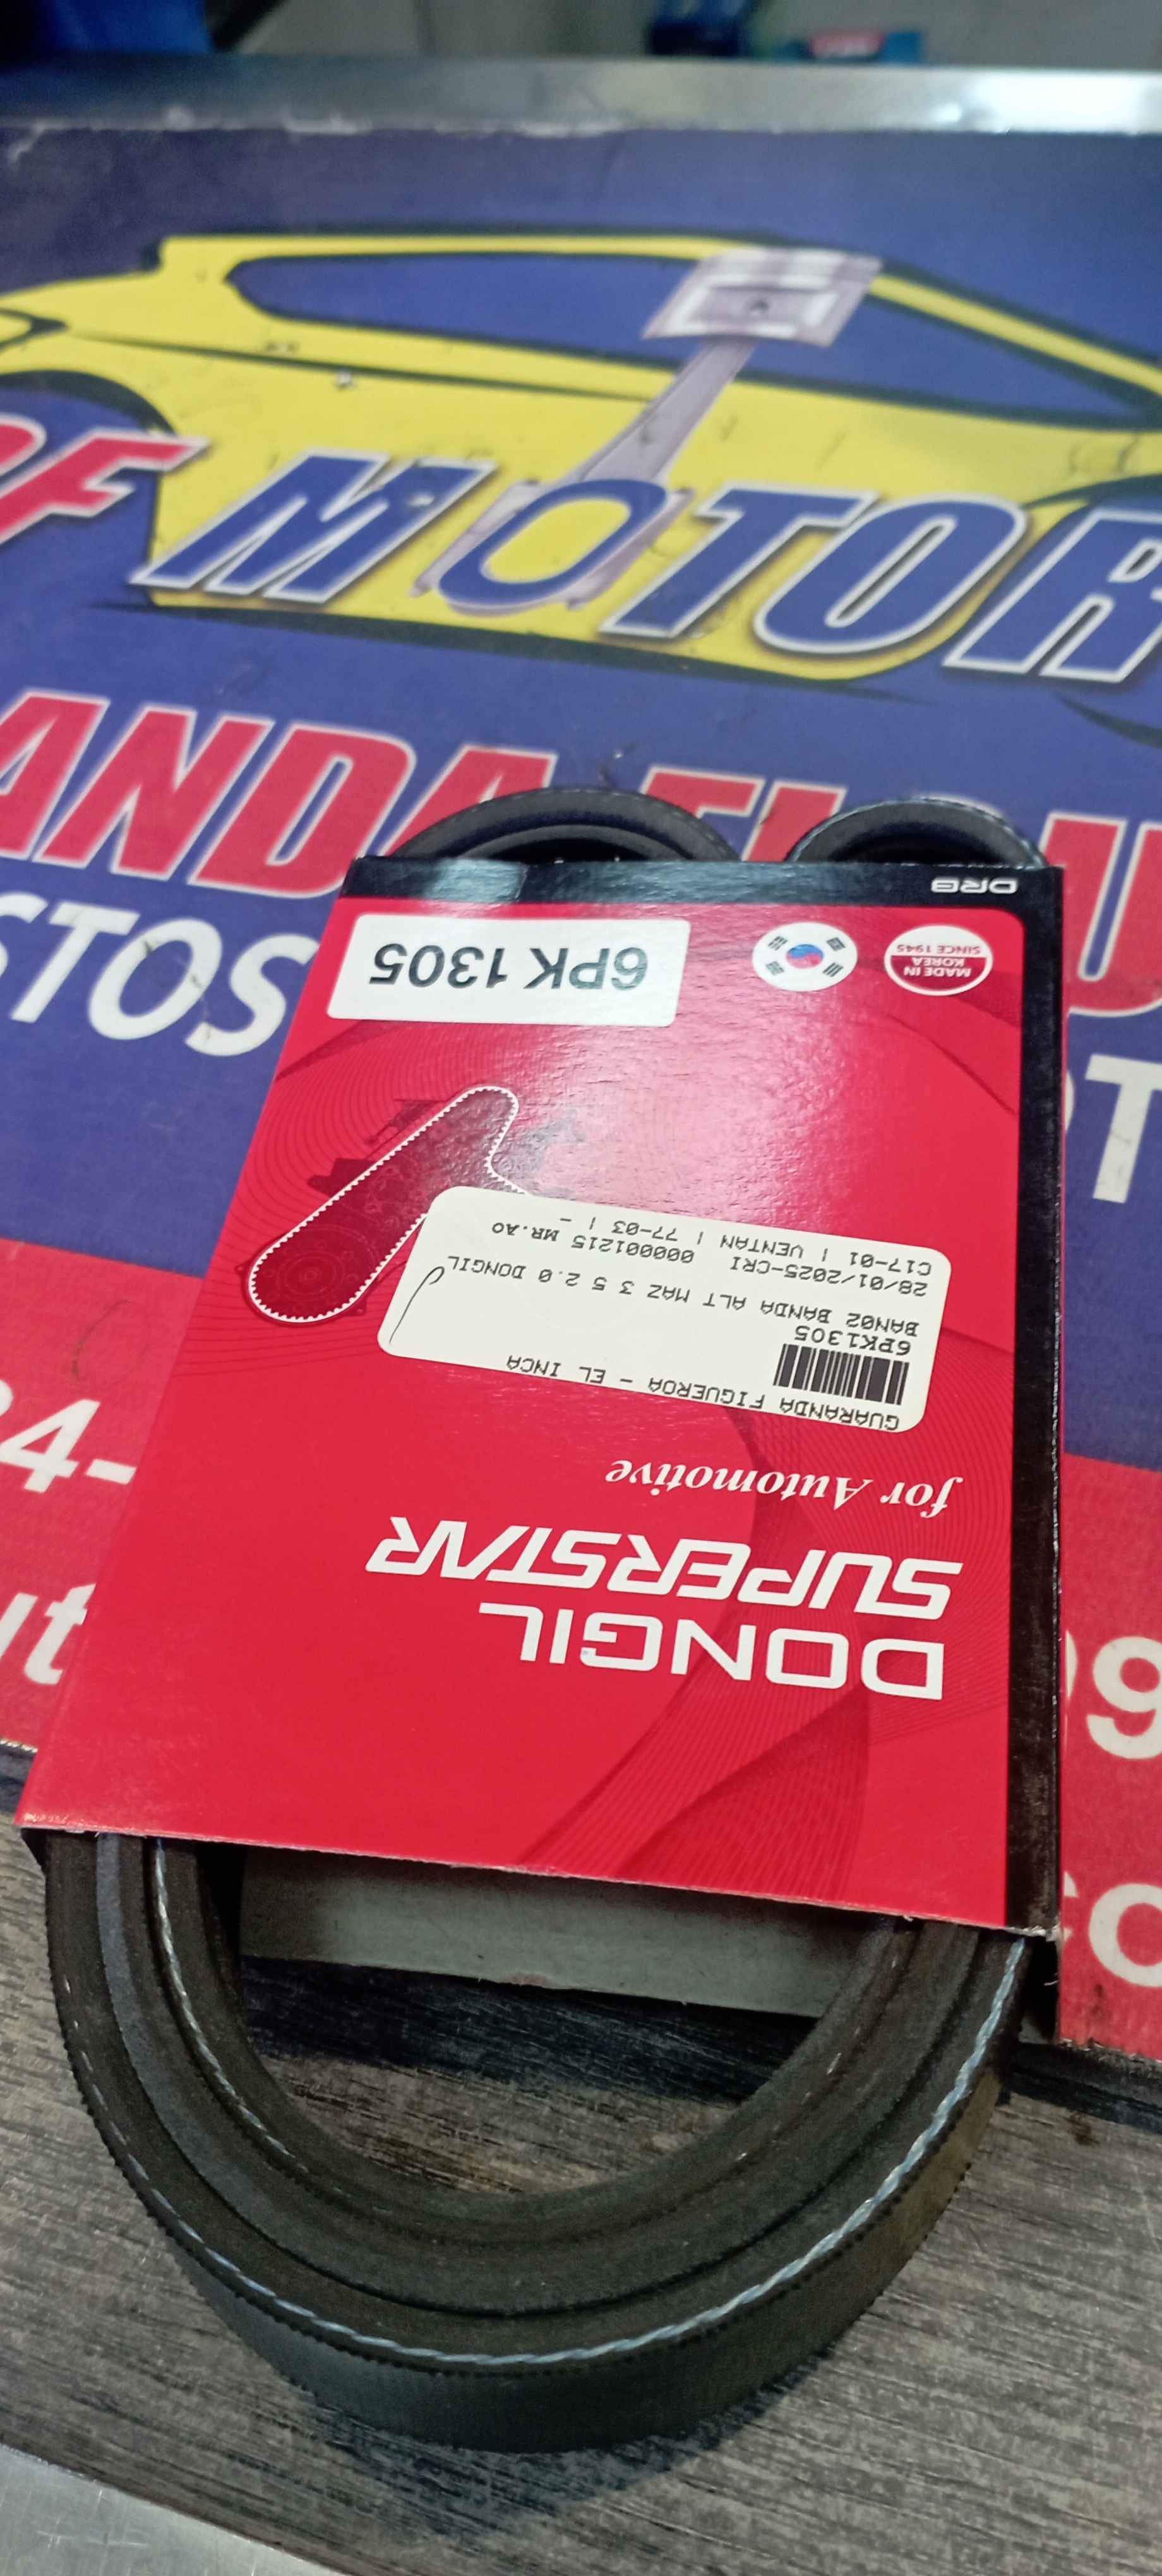 F MOTOR
ANDA
STOS
DRB
MADE IN
KOREA
SINCE 1945
6PK 1305
DONGIL
SUPERSTAR
for Automotive
GUARANDA FIGUEROA - EL INCA
6PK1305
BAN02 BANDA ALT MAZ 3 5 2.0 DONGIL
28/01/2025-CRI 000001215 MR.AO
C17-01 | VENTAN | 77-03 | -